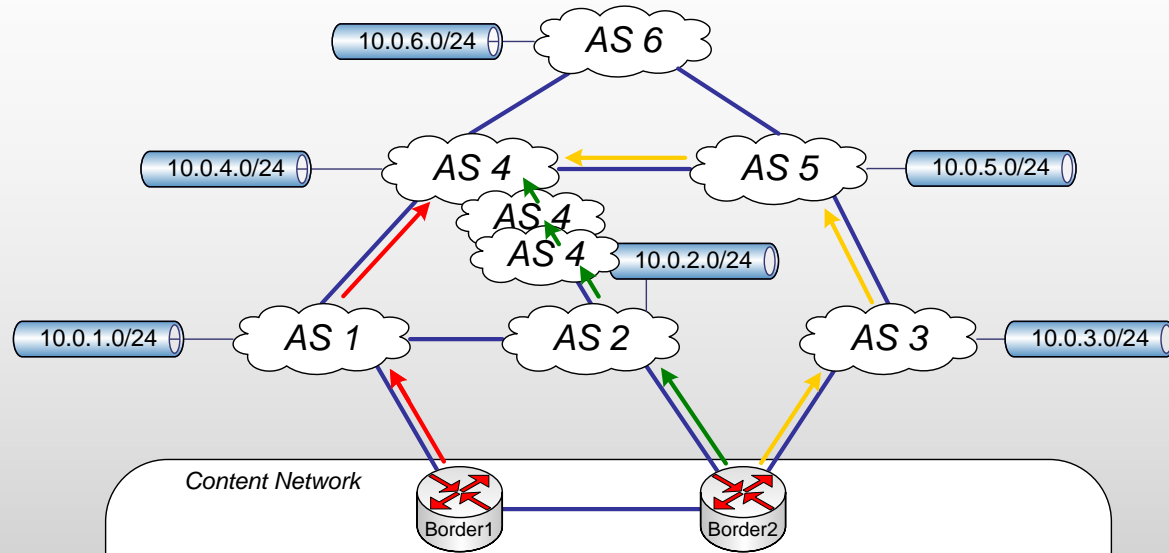 10.0.6.0/24
AS 6
10.0.4.0/24
AS 4
AS 5
10.0.5.0/24
AS 4
AS 4
10.0.2.0/24
10.0.1.0/24
AS 1
AS 2
AS 3
10.0.3.0/24
Content Network
Border1
Border2